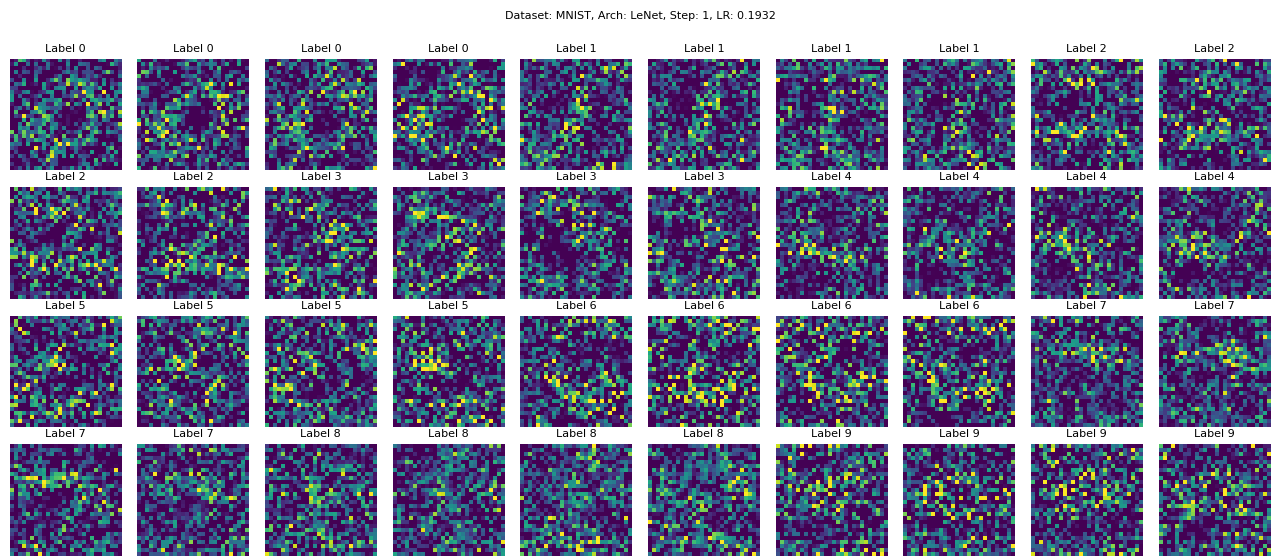 Dataset: MNIST, Arch: LeNet, Step: 1, LR: 0.1932
Label 0 Label 0 Label 0 Label 0 Label 1 Label 1 Label 1 Label 1 Label 2 Label 2
Label 2 Label 2 Label 3 Label 3 Label 3 Label 3 Label 4 Label 4 Label 4 Label 4
Label 5 Label 5 Label 5 Label 5 Label 6 Label 6 Label 6 Label 6 Label 7 Label 7
Label 7 Label 7 Label 8 Label 8 Label 8 Label 8 Label 9 Label 9 Label 9 Label 9